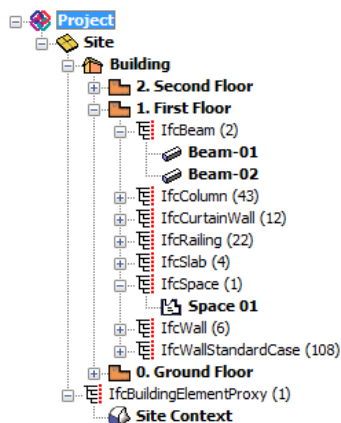 Project
Site
Building
2. Second Floor
1. First Floor
IfcBeam (2)
Beam-01
Beam-02
IfcColumn (43)
IfcCurtainWall (12)
IfcRailing (22)
IfcSlab (4)
IfcSpace (1)
Space 01
IfcWall (6)
IfcWallStandardCase (108)
0. Ground Floor
IfcBuildingElementProxy (1)
Site Context